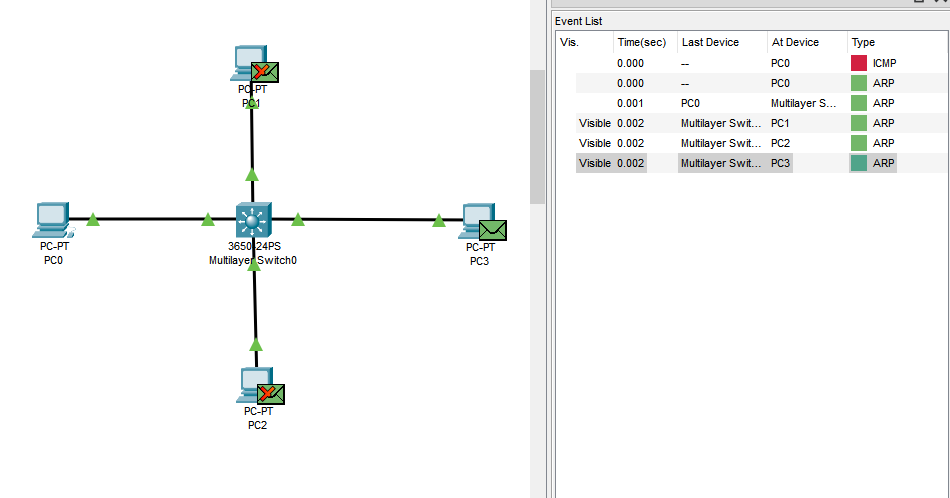 PC-PT
PC1
PC-PT
PC0
3650-24PS
Multilayer Switch0
PC-PT
PC3
PC-PT
PC2
Event List
Vis. Time(sec) Last Device At Device Type
0.000 -- PC0 ICMP
0.000 -- PC0 ARP
0.001 PC0 Multilayer S... ARP
Visible 0.002 Multilayer Swit... PC1 ARP
Visible 0.002 Multilayer Swit... PC2 ARP
Visible 0.002 Multilayer Swit... PC3 ARP